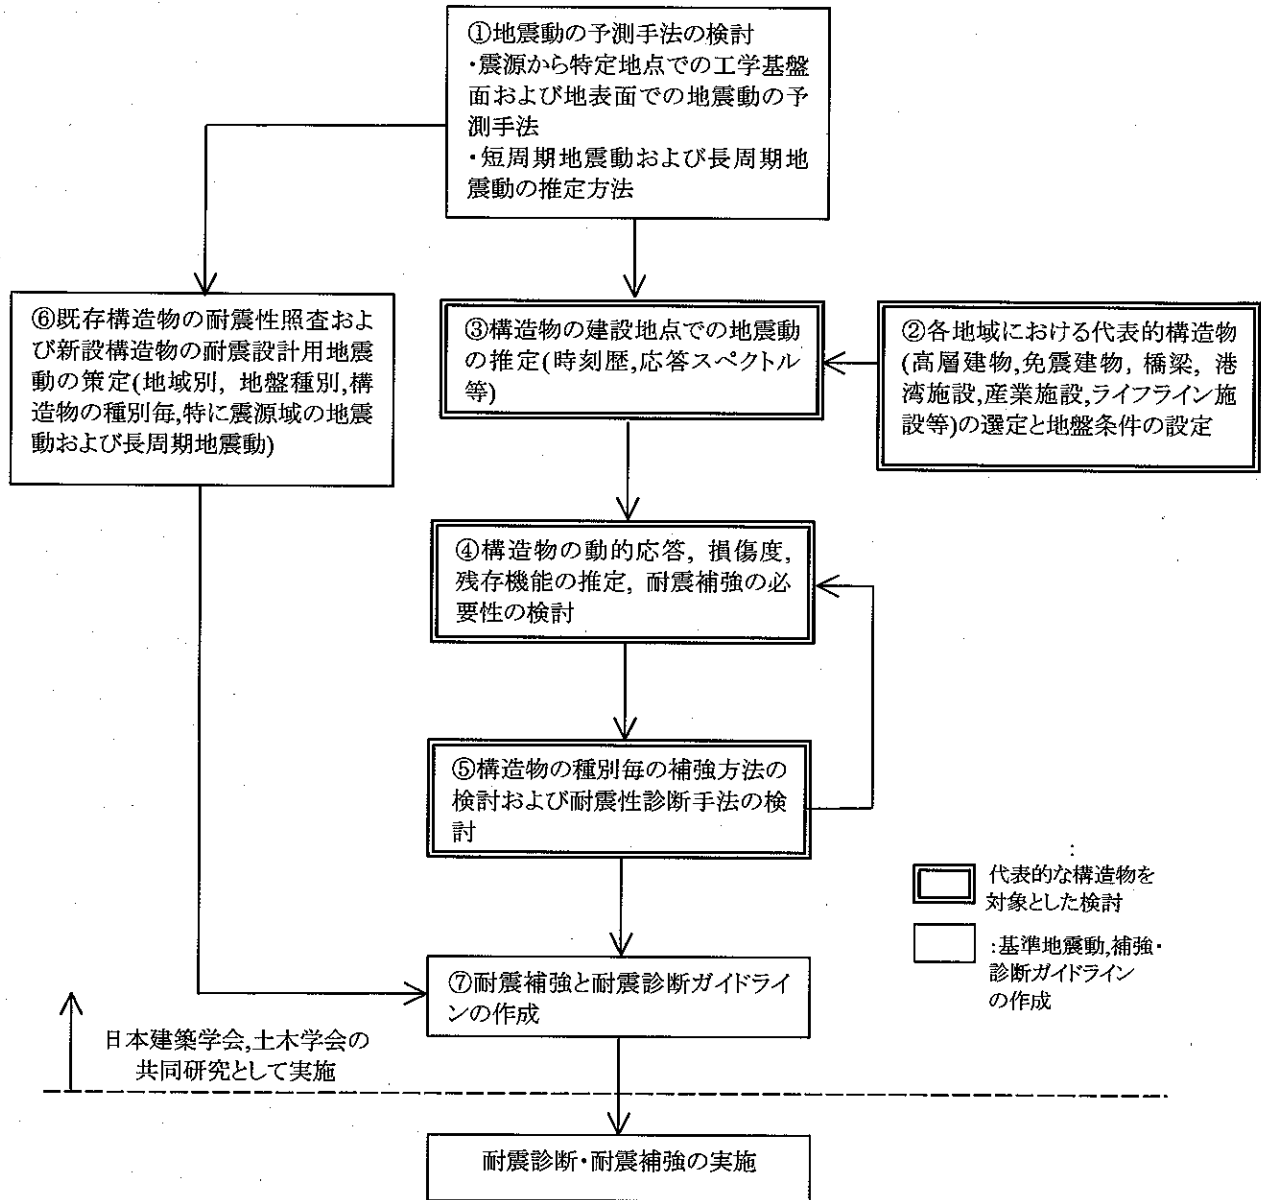 ①地震動の予測手法の検討
・震源から特定地点での工学基盤
面および地表面での地震動の予
測手法
・短周期地震動および長周期地
震動の推定方法
⑥既存構造物の耐震性照査およ
び新設構造物の耐震設計用地震
動の策定(地域別, 地盤種別,構
造物の種別毎,特に震源域の地震
動および長周期地震動)
③構造物の建設地点での地震動
の推定(時刻歴,応答スペクトル
等)
②各地域における代表的構造物
(高層建物,免震建物, 橋梁, 港
湾施設,産業施設,ライフライン施
設等)の選定と地盤条件の設定
④構造物の動的応答, 損傷度,
残存機能の推定, 耐震補強の必
要性の検討
⑤構造物の種別毎の補強方法の
検討および耐震性診断手法の検
討
:
代表的な構造物を
対象とした検討
:基準地震動,補強・
診断ガイドライン
の作成
⑦耐震補強と耐震診断ガイドライ
ンの作成
日本建築学会,土木学会の
共同研究として実施
耐震診断・耐震補強の実施